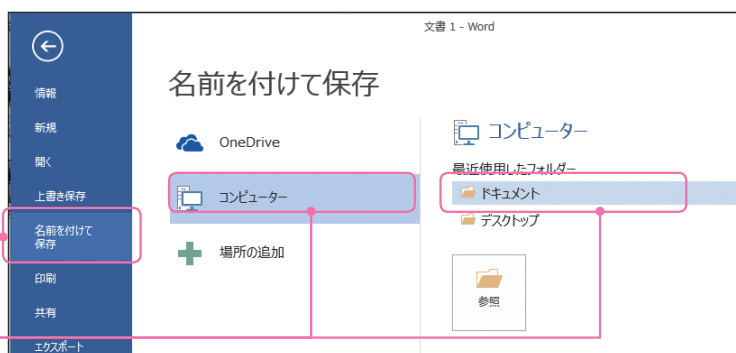 文書 1 - Word
情報
新規
開く
上書き保存
名前を付けて
保存
印刷
共有
エクスポート
名前を付けて保存
OneDrive
コンピューター
場所の追加
コンピューター
最近使用したフォルダー
ドキュメント
デスクトップ
参照